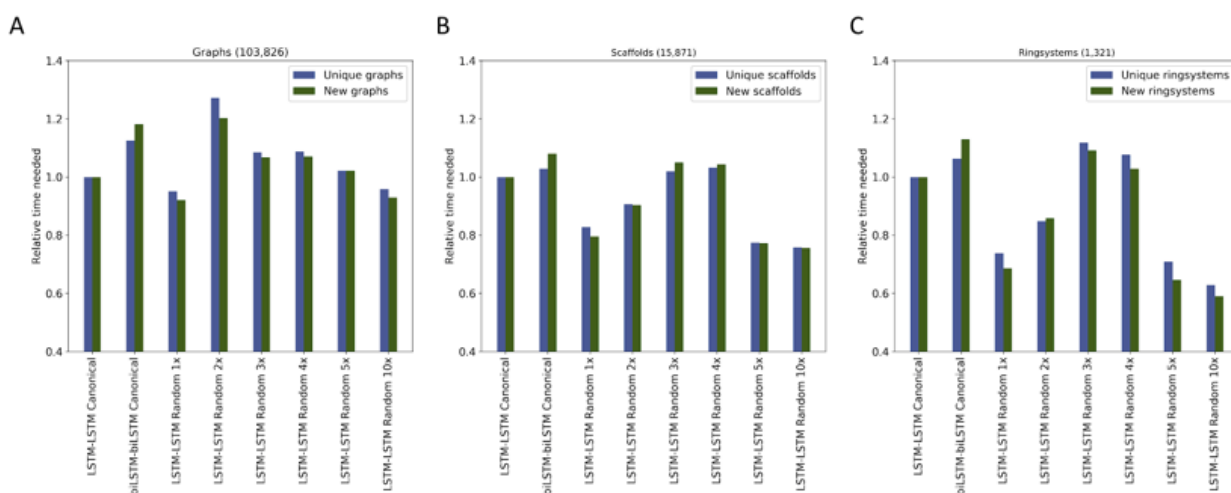 A
Graphs (103,826)
1.4
1.2
1.0
0.8
0.6
0.4
Relative time needed
Unique graphs
New graphs
LSTM-LSTM Canonical
biLSTM-biLSTM Canonical
LSTM-LSTM Random 1x
LSTM-LSTM Random 2x
LSTM-LSTM Random 3x
LSTM-LSTM Random 4x
LSTM-LSTM Random 5x
LSTM-LSTM Random 10x
B
Scaffolds (15,871)
1.4
1.2
1.0
0.8
0.6
0.4
Relative time needed
Unique scaffolds
New scaffolds
LSTM-LSTM Canonical
biLSTM-biLSTM Canonical
LSTM-LSTM Random 1x
LSTM-LSTM Random 2x
LSTM-LSTM Random 3x
LSTM-LSTM Random 4x
LSTM-LSTM Random 5x
LSTM-LSTM Random 10x
C
Ringsystems (1,321)
1.4
1.2
1.0
0.8
0.6
0.4
Relative time needed
Unique ringsystems
New ringsystems
LSTM-LSTM Canonical
biLSTM-biLSTM Canonical
LSTM-LSTM Random 1x
LSTM-LSTM Random 2x
LSTM-LSTM Random 3x
LSTM-LSTM Random 4x
LSTM-LSTM Random 5x
LSTM-LSTM Random 10x